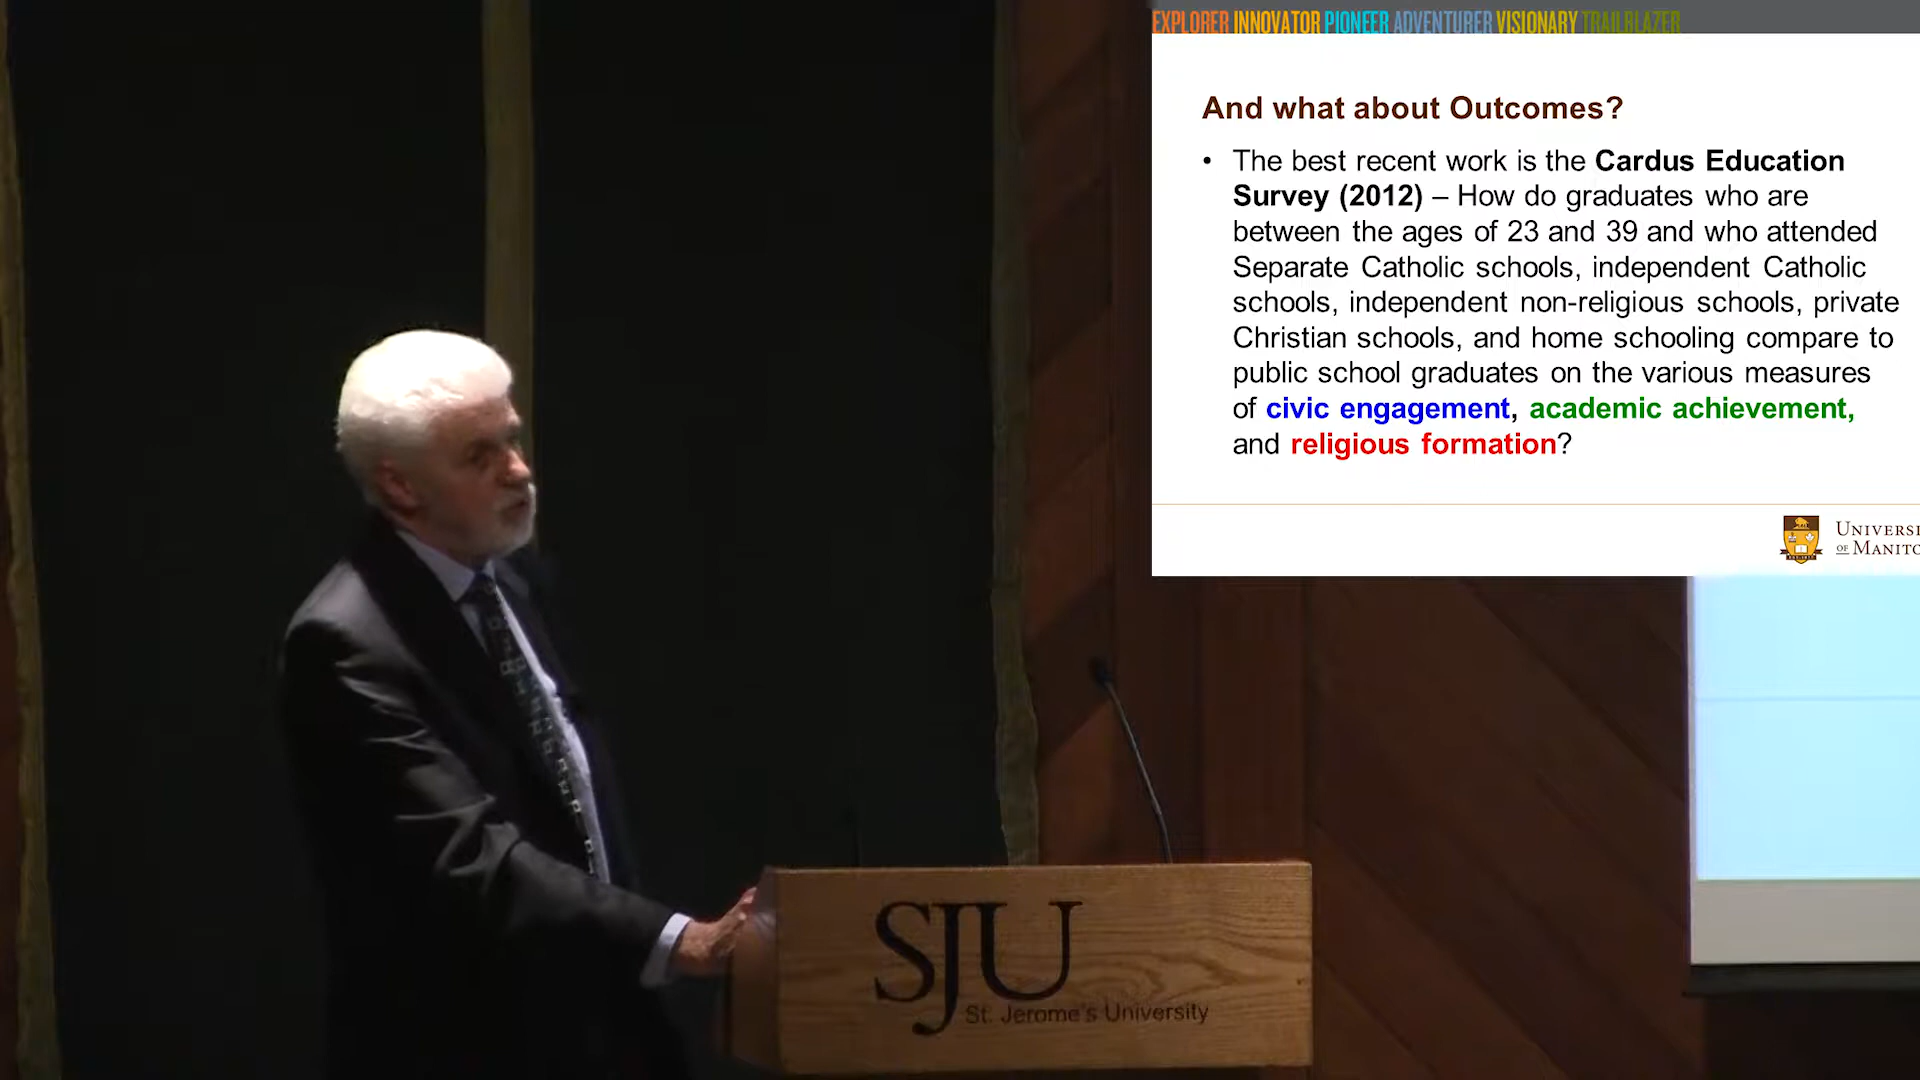 EXPLORER INNOVATOR PIONEER ADVENTURER VISIONARY TRAILBLAZER
And what about Outcomes?
• The best recent work is the Cardus Education
Survey (2012) – How do graduates who are
between the ages of 23 and 39 and who attended
Separate Catholic schools, independent Catholic
schools, independent non-religious schools, private
Christian schools, and home schooling compare to
public school graduates on the various measures
of civic engagement, academic achievement,
and religious formation?
UNIVERSI
OF MANITO
SJU
St. Jerome's University